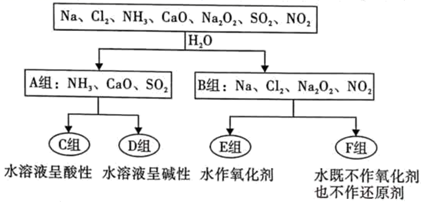 Na、Cl₂、NH₃、CaO、Na₂O₂、SO₂、NO₂
H₂O
A组：NH₃、CaO、SO₂
B组：Na、Cl₂、Na₂O₂、NO₂
C组
D组
E组
F组
水溶液呈酸性
水溶液呈碱性
水作氧化剂
水既不作氧化剂
也不作还原剂